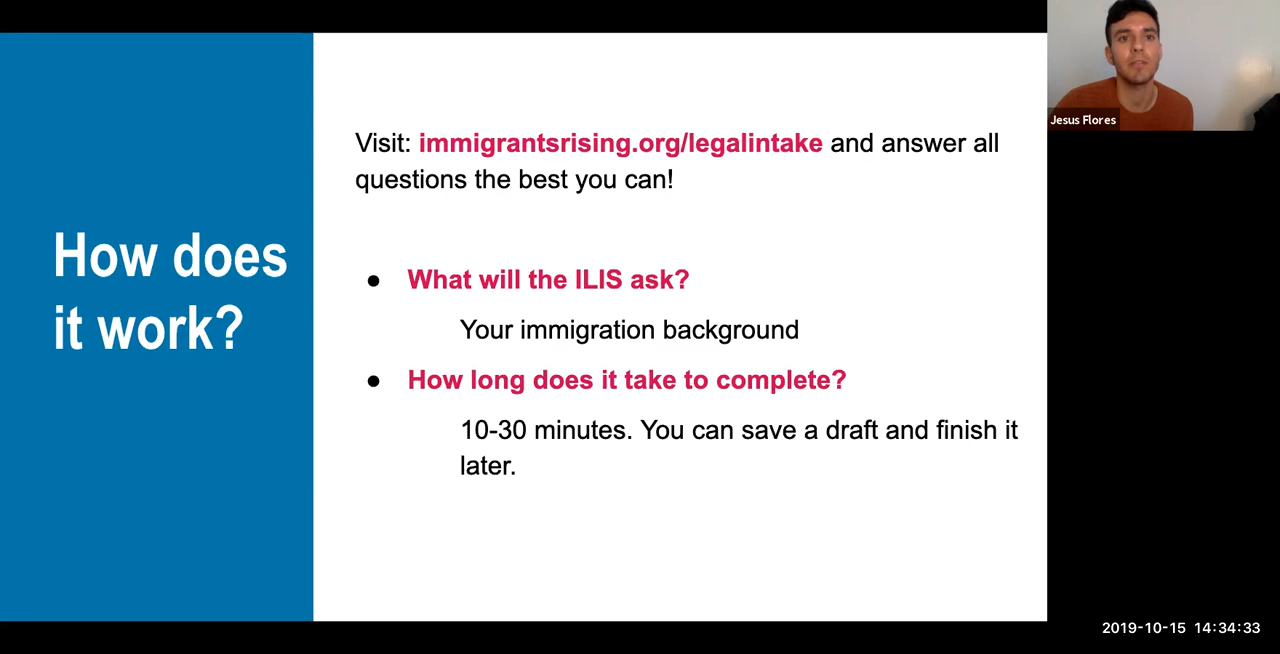 How does
it work?
Visit: immigrantsrising.org/legalintake and answer all
questions the best you can!
● What will the ILIS ask?
Your immigration background
● How long does it take to complete?
10-30 minutes. You can save a draft and finish it
later.
Jesus Flores
2019-10-15 14:34:33